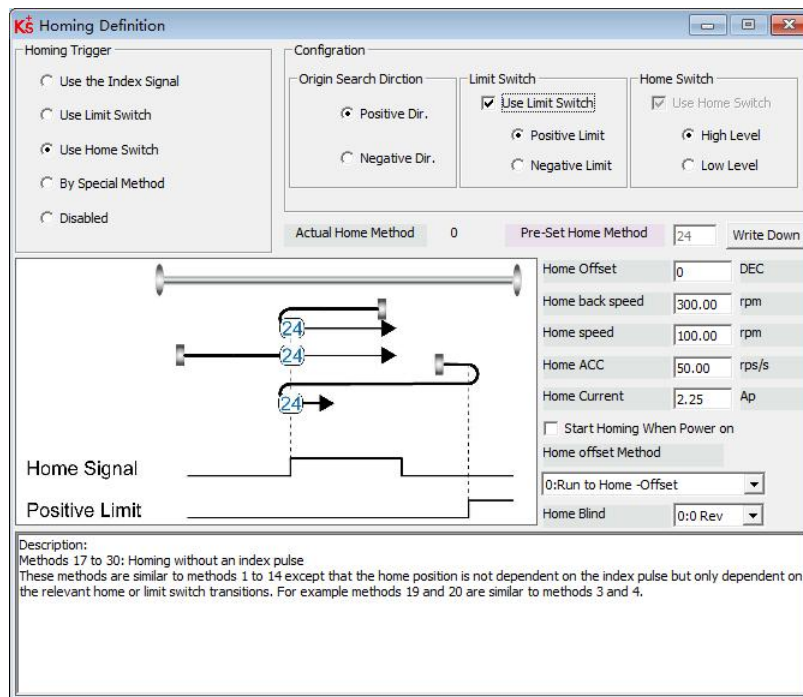 K+S Homing Definition
Homing Trigger
Use the Index Signal
Use Limit Switch
Use Home Switch
By Special Method
Disabled
Configration
Origin Search Dirction
Positive Dir.
Negative Dir.
Limit Switch
Use Limit Switch
Positive Limit
Negative Limit
Home Switch
Use Home Switch
High Level
Low Level
Actual Home Method 0 Pre-Set Home Method 24 Write Down
24
24
24
Home Signal
Positive Limit
Home Offset 0 DEC
Home back speed 300.00 rpm
Home speed 100.00 rpm
Home ACC 50.00 rps/s
Home Current 2.25 Ap
Start Homing When Power on
Home offset Method
0:Run to Home -Offset
Home Blind 0:0 Rev
Description:
Methods 17 to 30: Homing without an index pulse
These methods are similar to methods 1 to 14 except that the home position is not dependent on the index pulse but only dependent on
the relevant home or limit switch transitions. For example methods 19 and 20 are similar to methods 3 and 4.